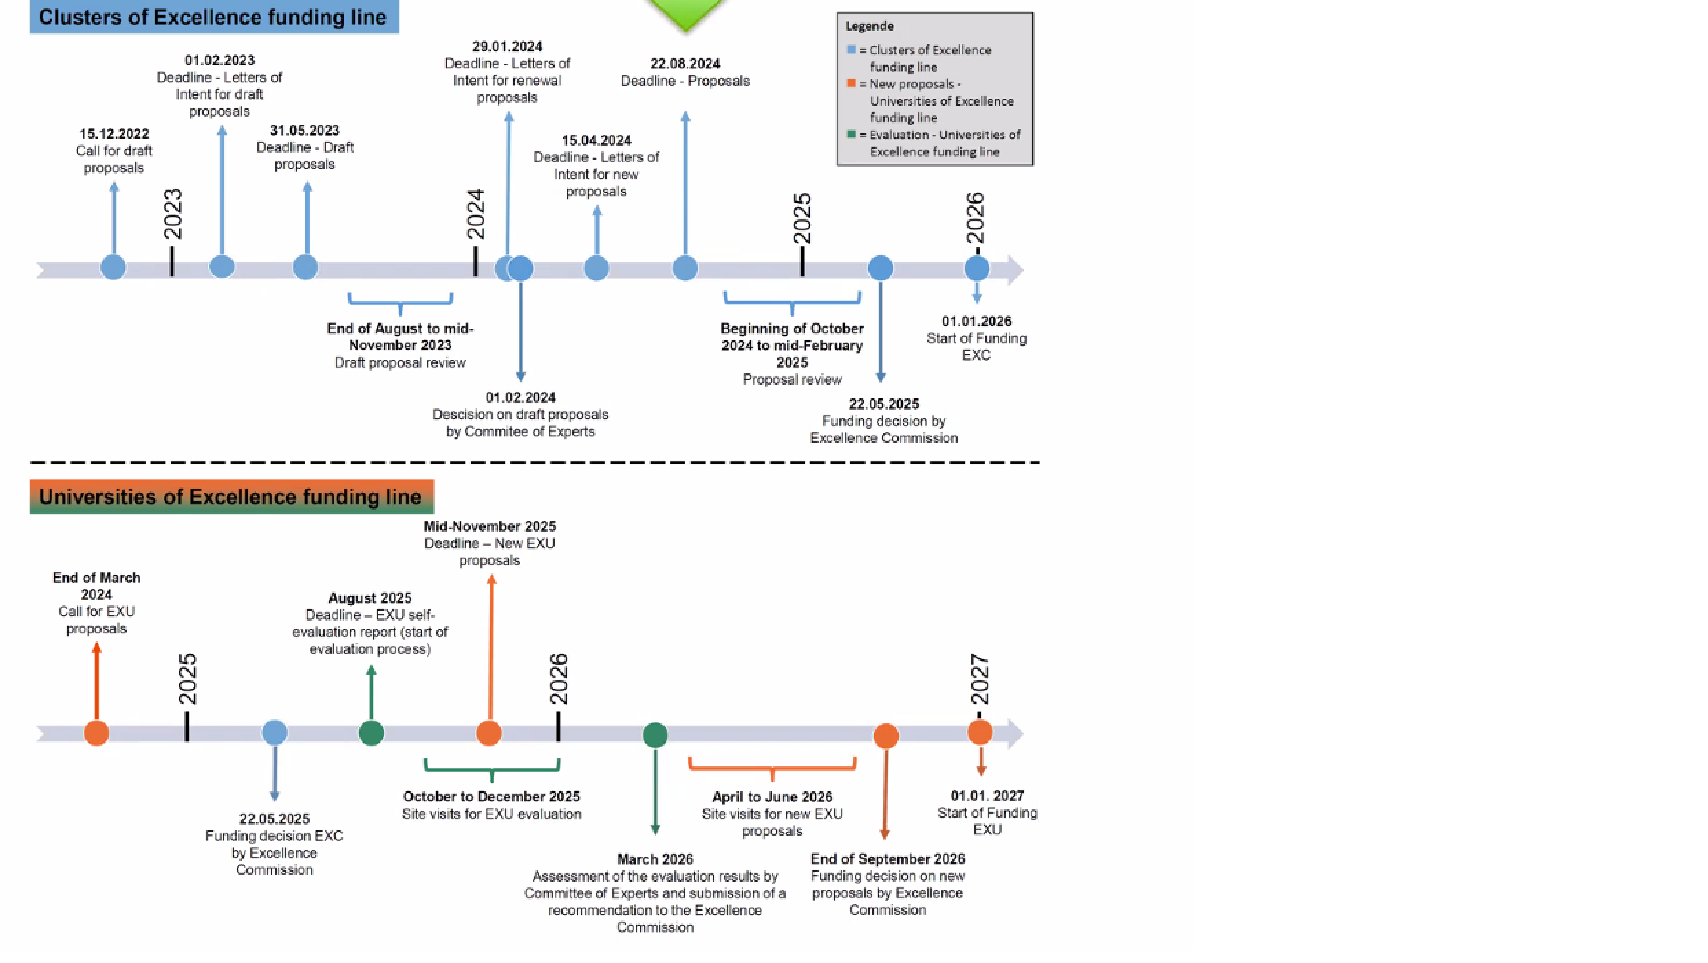 Clusters of Excellence funding line
Legende
= Clusters of Excellence
funding line
= New proposals -
Universities of Excellence
funding line
= Evaluation - Universities of
Excellence funding line
15.12.2022
Call for draft
proposals
01.02.2023
Deadline - Letters of
Intent for draft
proposals
31.05.2023
Deadline - Draft
proposals
29.01.2024
Deadline - Letters of
Intent for renewal
proposals
15.04.2024
Deadline - Letters of
Intent for new
proposals
22.08.2024
Deadline - Proposals
2023
2024
2025
2026
End of August to mid-
November 2023
Draft proposal review
01.02.2024
Descision on draft proposals
by Commitee of Experts
Beginning of October
2024 to mid-February
2025
Proposal review
22.05.2025
Funding decision by
Excellence Commission
01.01.2026
Start of Funding
EXC
Universities of Excellence funding line
End of March
2024
Call for EXU
proposals
August 2025
Deadline – EXU self-
evaluation report (start of
evaluation process)
Mid-November 2025
Deadline – New EXU
proposals
2025
2026
2027
22.05.2025
Funding decision EXC
by Excellence
Commission
October to December 2025
Site visits for EXU evaluation
March 2026
Assessment of the evaluation results by
Committee of Experts and submission of a
recommendation to the Excellence
Commission
April to June 2026
Site visits for new EXU
proposals
End of September 2026
Funding decision on new
proposals by Excellence
Commission
01.01. 2027
Start of Funding
EXU